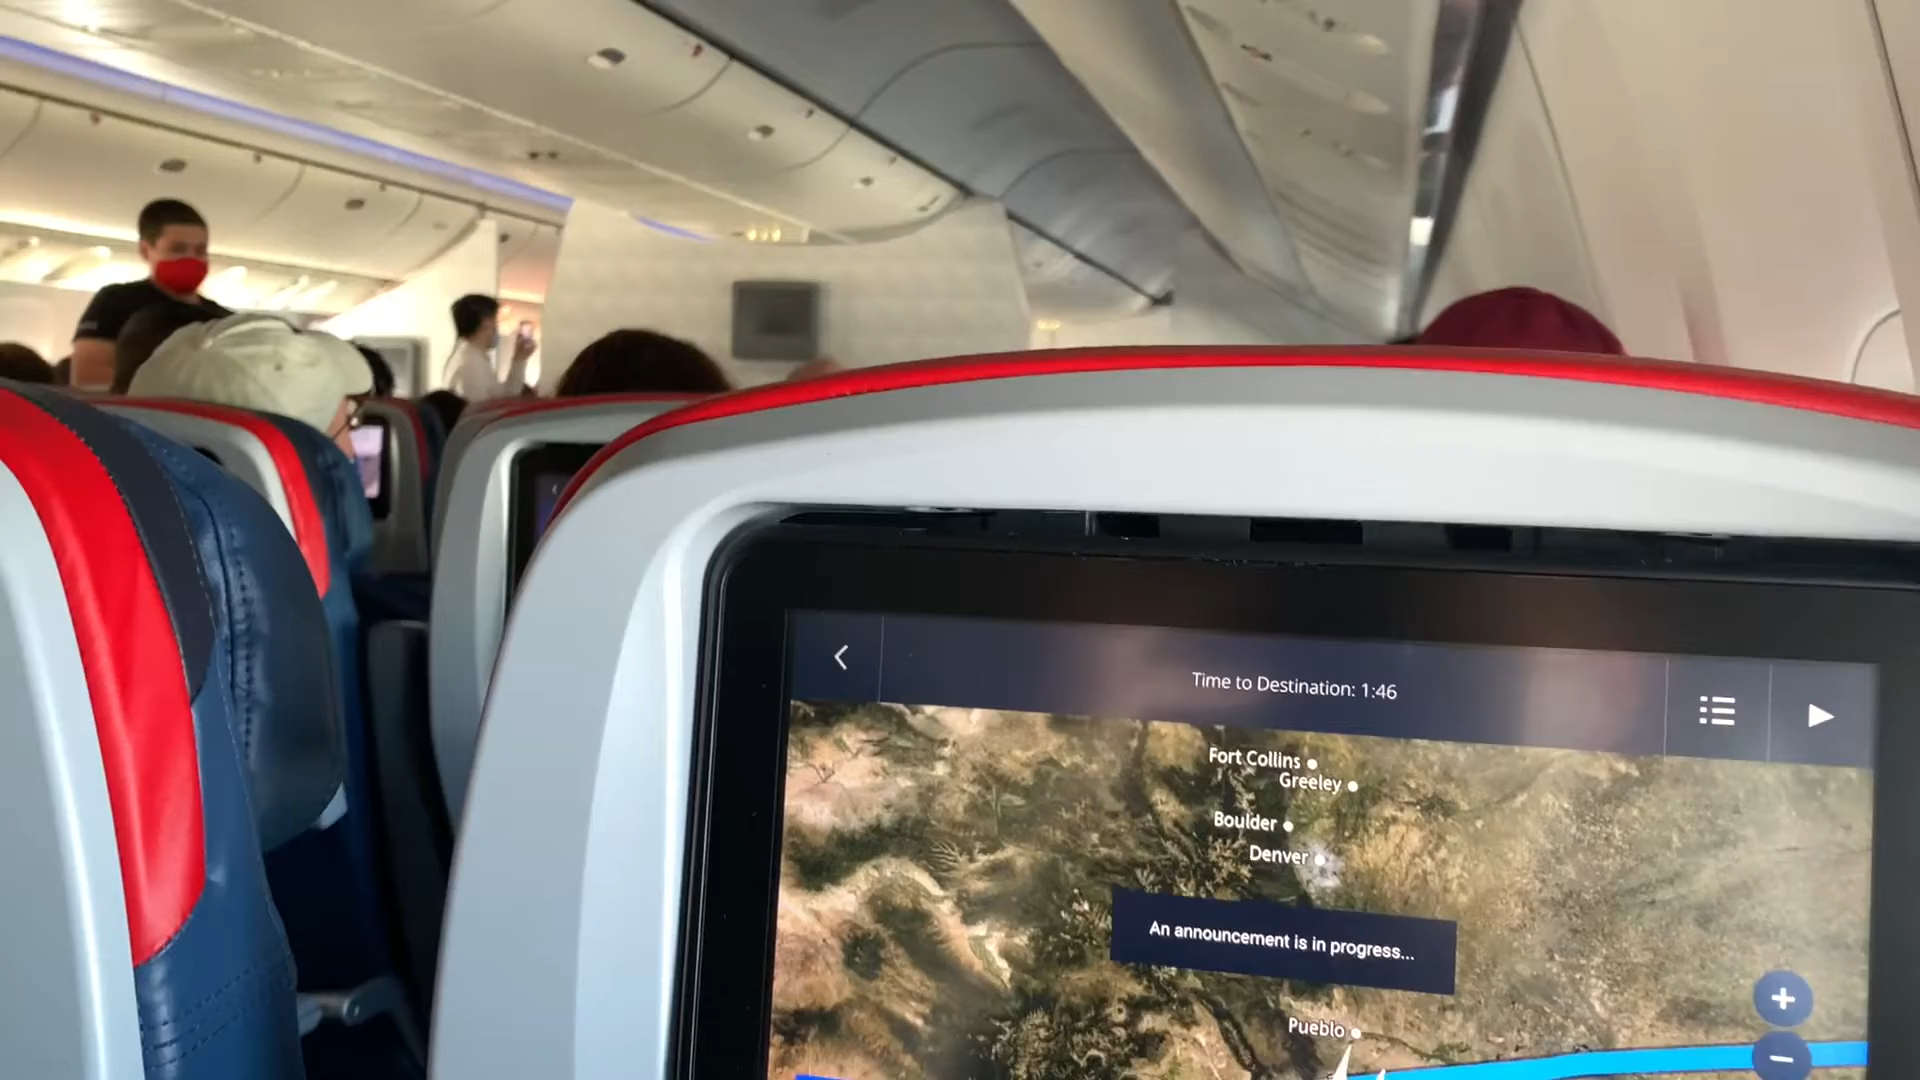 Time to Destination: 1:46
Fort Collins
Greeley
Boulder
Denver
An announcement is in progress...
Pueblo